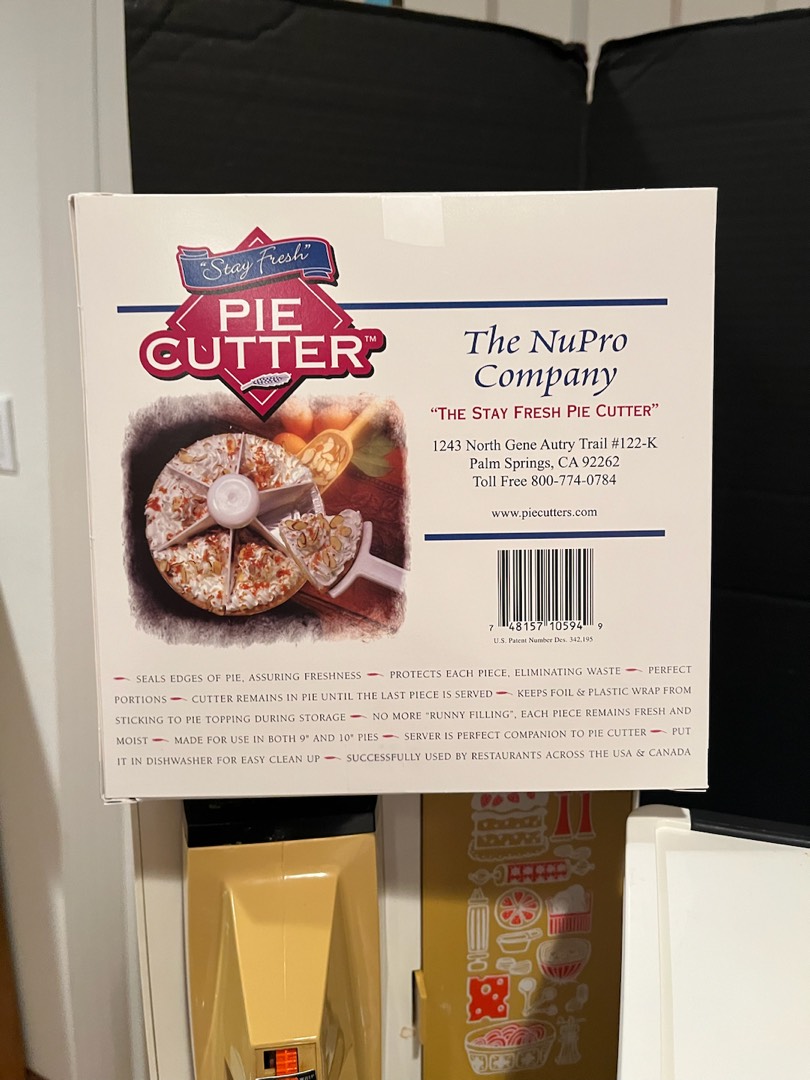 "Stay Fresh"
PIE
CUTTER™
The NuPro
Company
"THE STAY FRESH PIE CUTTER"
1243 North Gene Autry Trail #122-K
Palm Springs, CA 92262
Toll Free 800-774-0784
www.piecutters.com
7 48157 10594 9
U.S. Patent Number Des. 342,195
SEALS EDGES OF PIE, ASSURING FRESHNESS PROTECTS EACH PIECE, ELIMINATING WASTE PERFECT
PORTIONS CUTTER REMAINS IN PIE UNTIL THE LAST PIECE IS SERVED KEEPS FOIL & PLASTIC WRAP FROM
STICKING TO PIE TOPPING DURING STORAGE NO MORE "RUNNY FILLING", EACH PIECE REMAINS FRESH AND
MOIST MADE FOR USE IN BOTH 9" AND 10" PIES SERVER IS PERFECT COMPANION TO PIE CUTTER PUT
IT IN DISHWASHER FOR EASY CLEAN UP SUCCESSFULLY USED BY RESTAURANTS ACROSS THE USA & CANADA